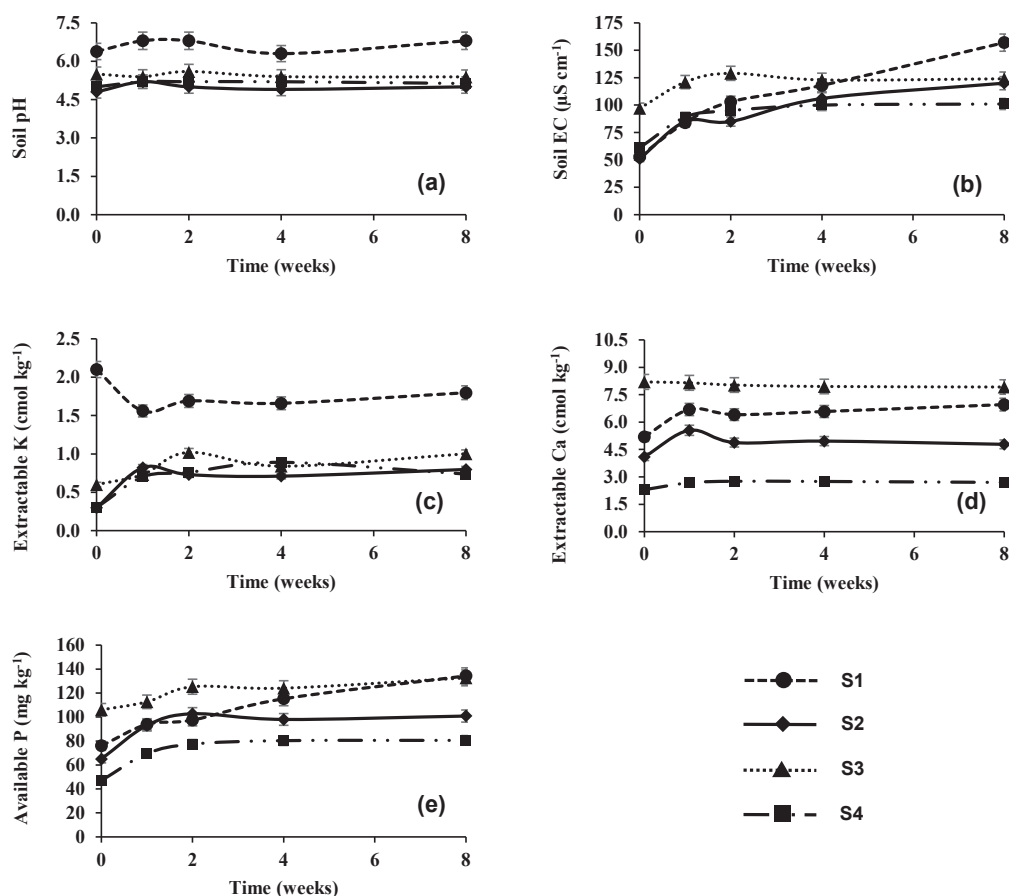 7.5
6.0
4.5
3.0
1.5
0.0
Soil pH
(a)
0 2 4 6 8
Time (weeks)
175
150
125
100
75
50
25
0
Soil EC (µS cm⁻¹)
(b)
0 2 4 6 8
Time (weeks)
2.5
2.0
1.5
1.0
0.5
0.0
Extractable K (cmol kg⁻¹)
(c)
0 2 4 6 8
Time (weeks)
10.5
9.0
7.5
6.0
4.5
3.0
1.5
0.0
Extractable Ca (cmol kg⁻¹)
(d)
0 2 4 6 8
Time (weeks)
160
140
120
100
80
60
40
20
0
Available P (mg kg⁻¹)
(e)
0 2 4 6 8
Time (weeks)
S1
S2
S3
S4